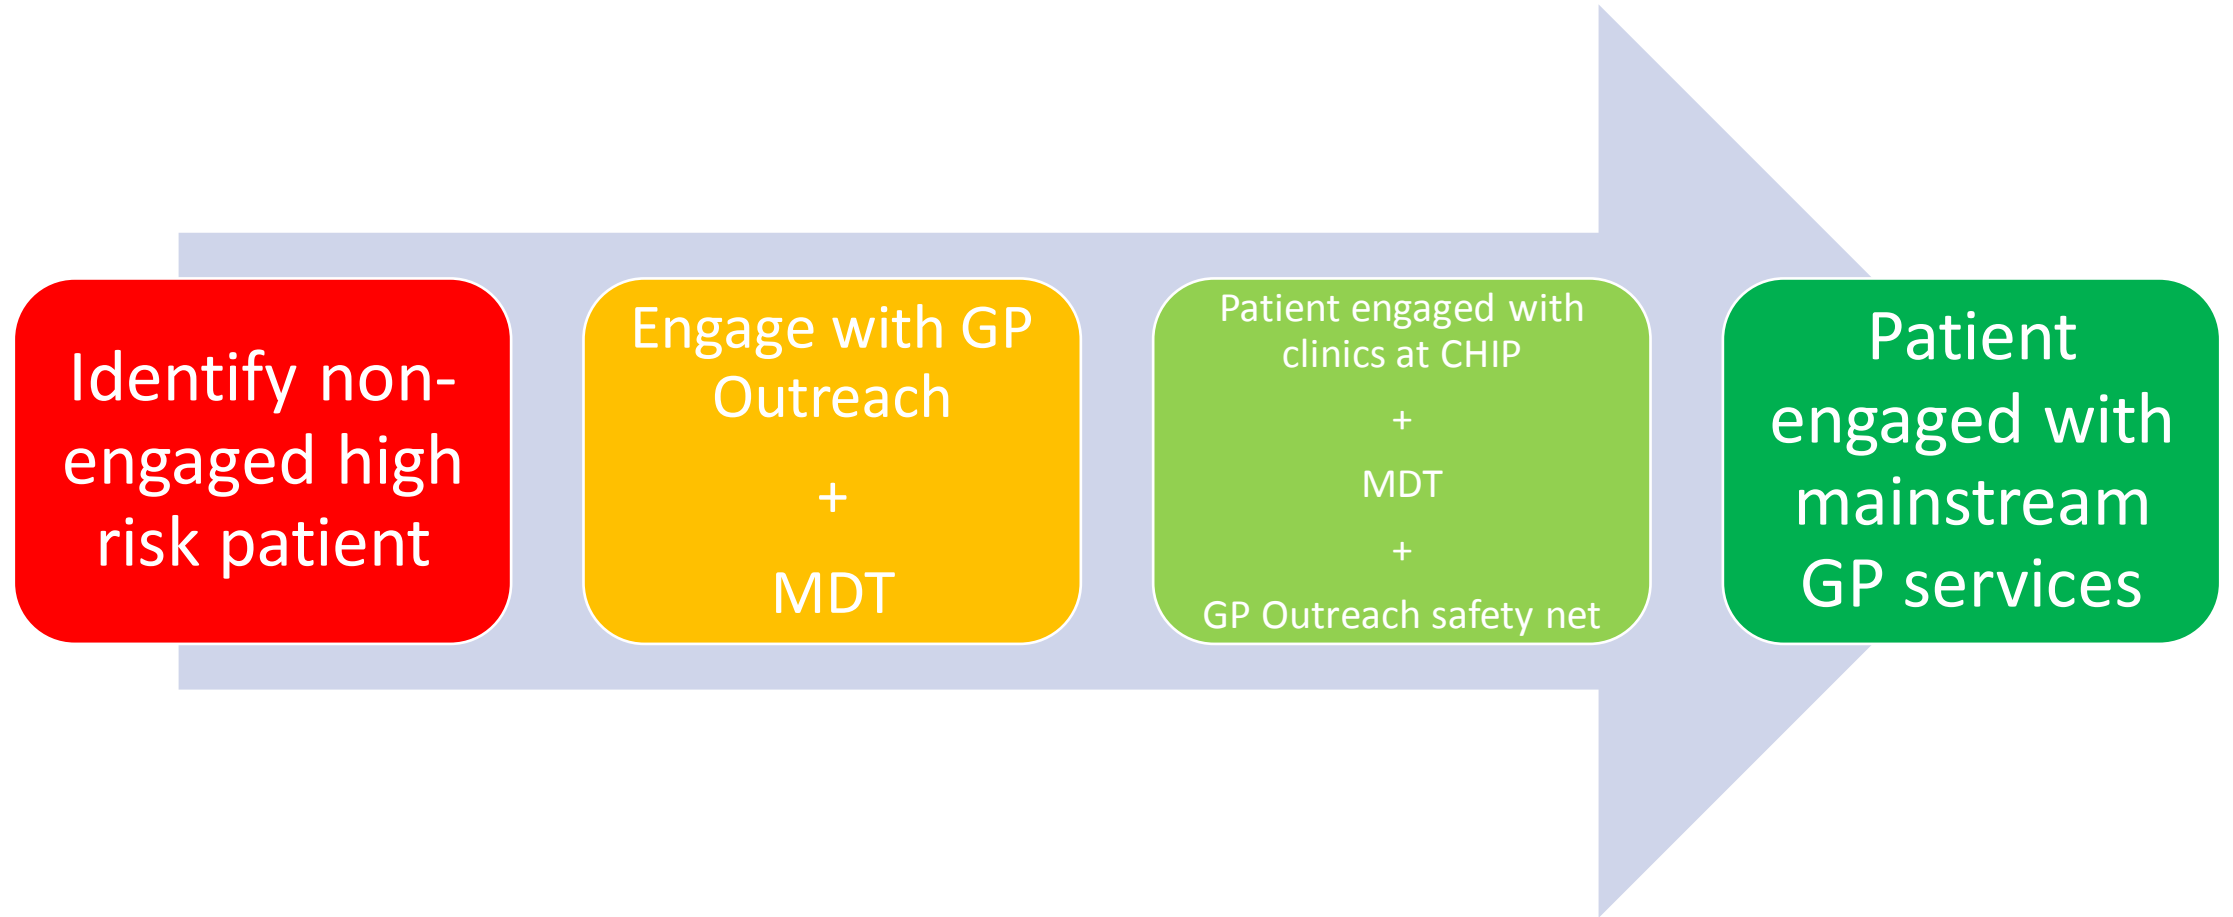 Identify non-
engaged high
risk patient
Engage with GP
Outreach
+
MDT
Patient engaged with
clinics at CHIP
+
MDT
+
GP Outreach safety net
Patient
engaged with
mainstream
GP services